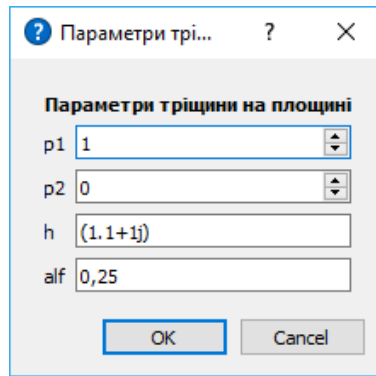 Параметри трі... ?
Параметри тріщини на площині
p1 1
p2 0
h (1.1+1j)
alf 0,25
OK Cancel